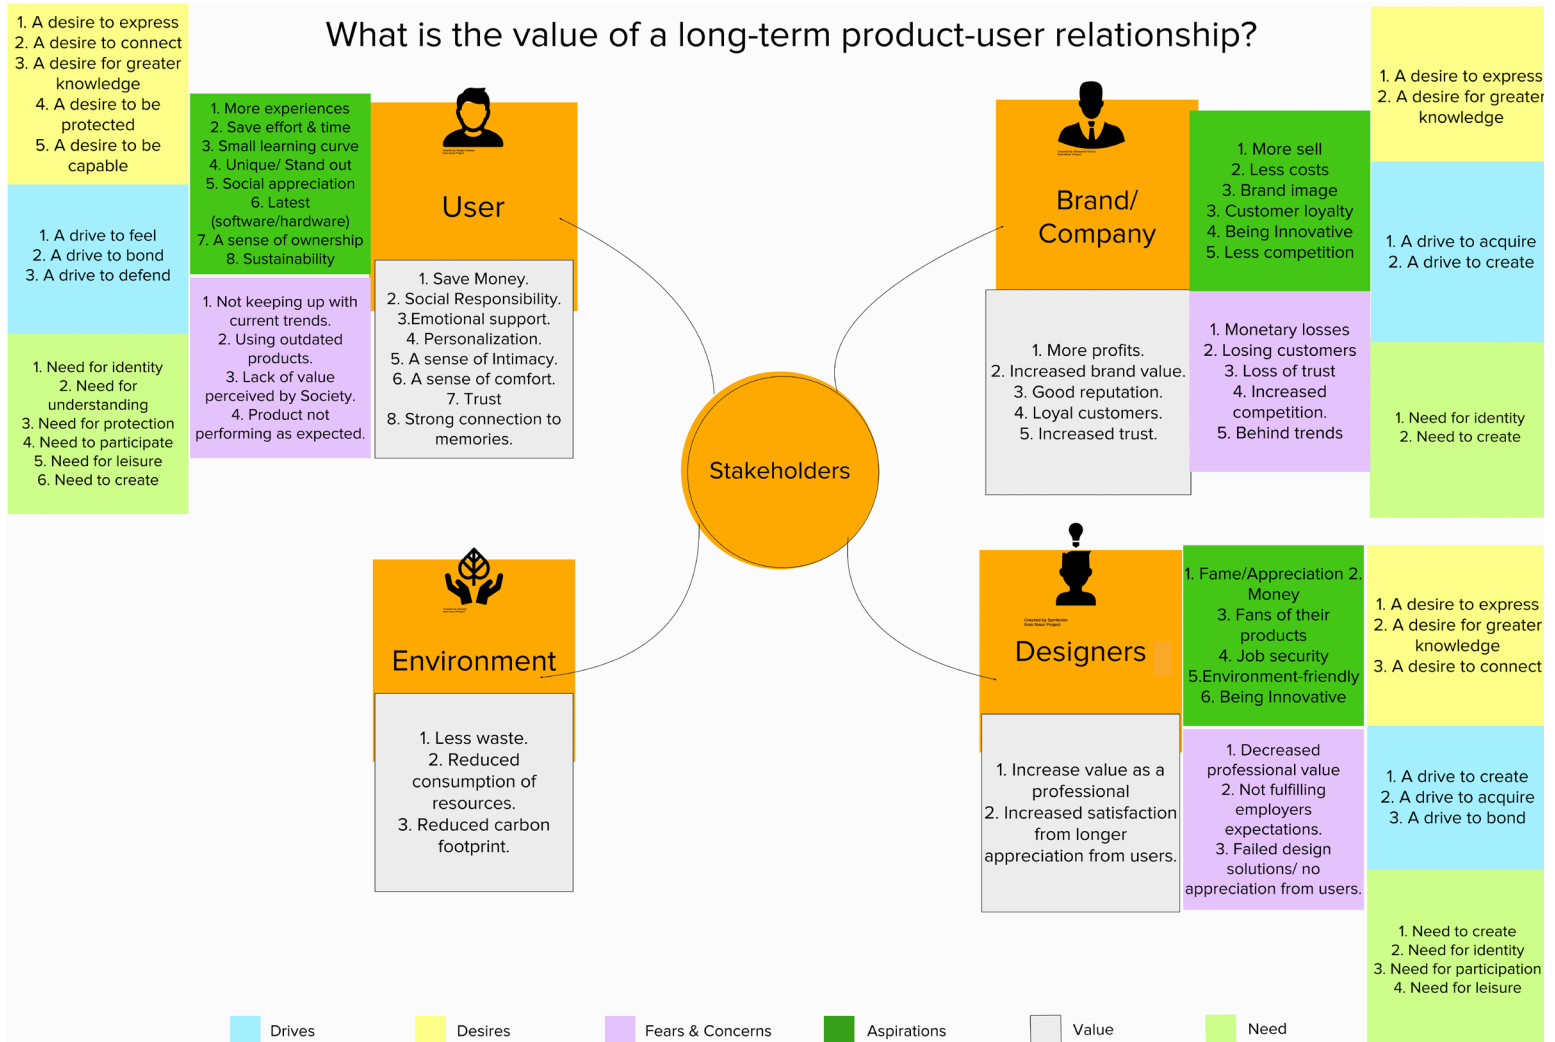 What is the value of a long-term product-user relationship?
1. A desire to express
2. A desire to connect
3. A desire for greater
knowledge
4. A desire to be
protected
5. A desire to be
capable
1. A drive to feel
2. A drive to bond
3. A drive to defend
1. Need for identity
2. Need for
understanding
3. Need for protection
4. Need to participate
5. Need for leisure
6. Need to create
1. More experiences
2. Save effort & time
3. Small learning curve
4. Unique/ Stand out
5. Social appreciation
6. Latest
(software/hardware)
7. A sense of ownership
8. Sustainability
1. Not keeping up with
current trends.
2. Using outdated
products.
3. Lack of value
perceived by Society.
4. Product not
performing as expected.
User
1. Save Money.
2. Social Responsibility.
3.Emotional support.
4. Personalization.
5. A sense of Intimacy.
6. A sense of comfort.
7. Trust
8. Strong connection to
memories.
Stakeholders
Brand/
Company
1. More profits.
2. Increased brand value.
3. Good reputation.
4. Loyal customers.
5. Increased trust.
1. More sell
2. Less costs
3. Brand image
3. Customer loyalty
4. Being Innovative
5. Less competition
1. Monetary losses
2. Losing customers
3. Loss of trust
4. Increased
competition.
5. Behind trends
1. A desire to express
2. A desire for greater
knowledge
1. A drive to acquire
2. A drive to create
1. Need for identity
2. Need to create
Environment
1. Less waste.
2. Reduced
consumption of
resources.
3. Reduced carbon
footprint.
Created by Symbolon
from Noun Project
Designers
1. Increase value as a
professional
2. Increased satisfaction
from longer
appreciation from users.
1. Fame/Appreciation 2.
Money
3. Fans of their
products
4. Job security
5.Environment-friendly
6. Being Innovative
1. Decreased
professional value
2. Not fulfilling
employers
expectations.
3. Failed design
solutions/ no
appreciation from users.
1. A desire to express
2. A desire for greater
knowledge
3. A desire to connect
1. A drive to create
2. A drive to acquire
3. A drive to bond
1. Need to create
2. Need for identity
3. Need for participation
4. Need for leisure
Drives
Desires
Fears & Concerns
Aspirations
Value
Need